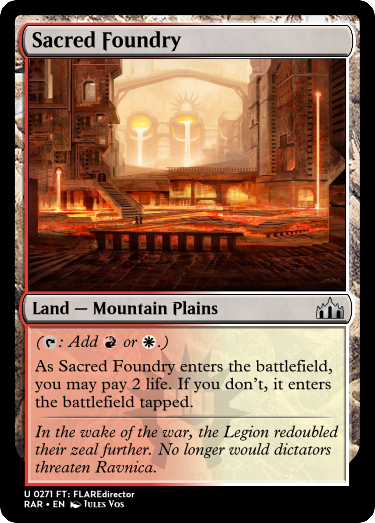 Sacred Foundry
Land — Mountain Plains
(: Add or .)
As Sacred Foundry enters the battlefield,
you may pay 2 life. If you don't, it enters
the battlefield tapped.
In the wake of the war, the Legion redoubled
their zeal further. No longer would dictators
threaten Ravnica.
U 0271 FT: FLAREdirector
RAR • EN Jules Vos